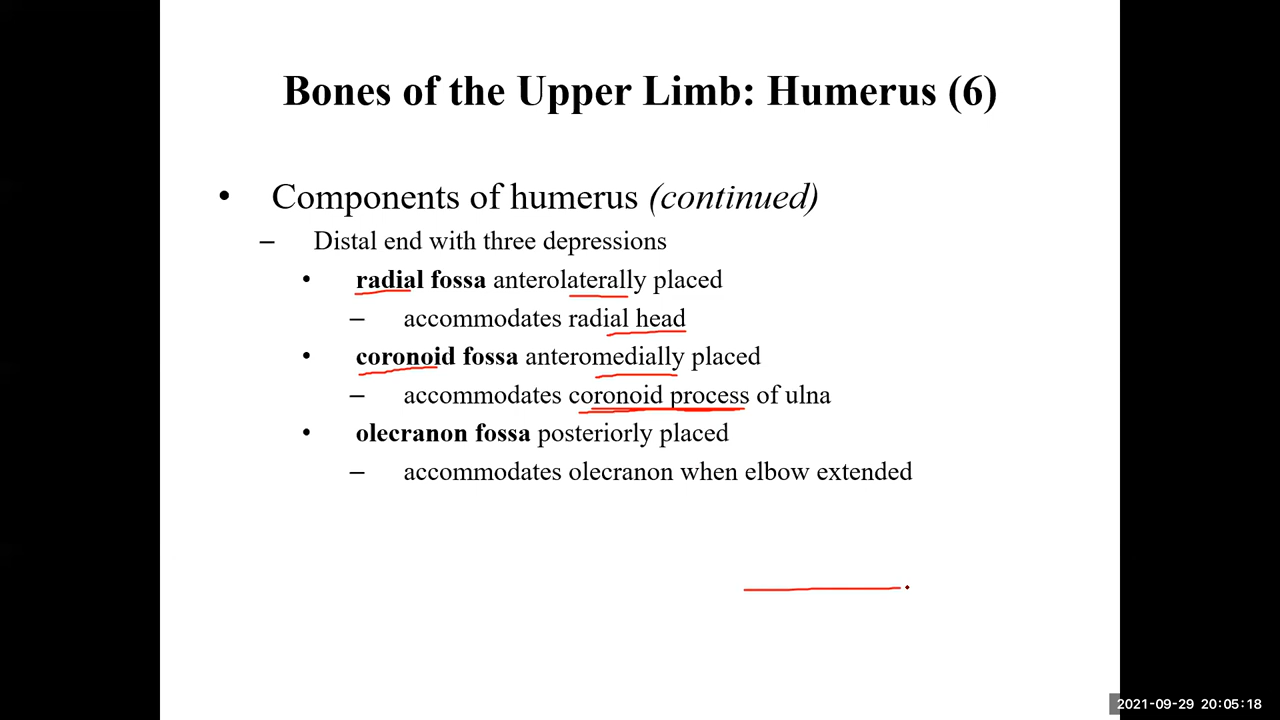 Bones of the Upper Limb: Humerus (6)
• Components of humerus (continued)
– Distal end with three depressions
• radial fossa anterolaterally placed
– accommodates radial head
• coronoid fossa anteromedially placed
– accommodates coronoid process of ulna
• olecranon fossa posteriorly placed
– accommodates olecranon when elbow extended
2021-09-29 20:05:18